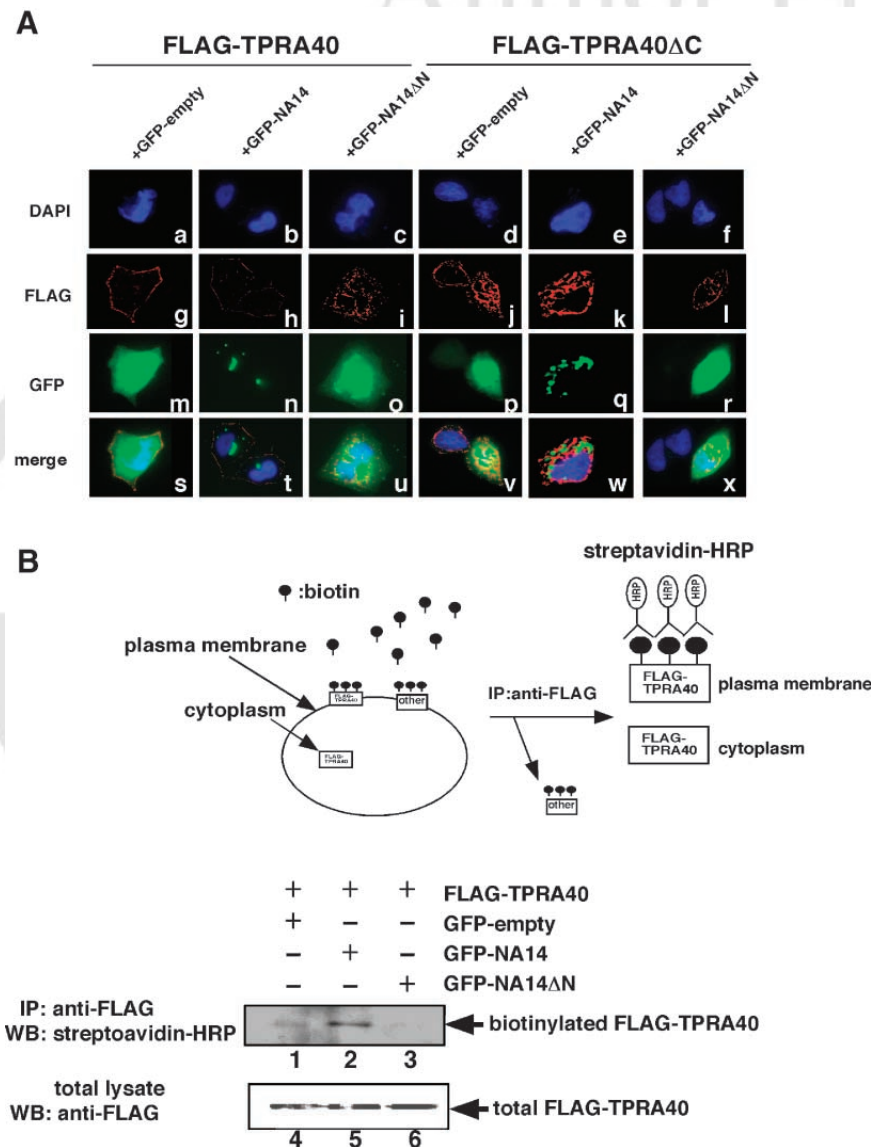 A
FLAG-TPRA40
FLAG-TPRA40ΔC
+GFP-empty
+GFP-NA14
+GFP-NA14ΔN
+GFP-empty
+GFP-NA14
+GFP-NA14ΔN
DAPI
a b c d e f
FLAG
g h i j k l
GFP
m n o p q r
merge
s t u v w x
B
streptavidin-HRP
:biotin
HRP HRP HRP
plasma membrane
FLAG-
TPRA40
other
cytoplasm
FLAG-
TPRA40
IP:anti-FLAG
other
FLAG-
TPRA40
plasma membrane
FLAG-
TPRA40
cytoplasm
+ + + FLAG-TPRA40
+ – – GFP-empty
– + – GFP-NA14
– – + GFP-NA14ΔN
IP: anti-FLAG
WB: streptoavidin-HRP
biotinylated FLAG-TPRA40
1 2 3
total lysate
WB: anti-FLAG
total FLAG-TPRA40
4 5 6